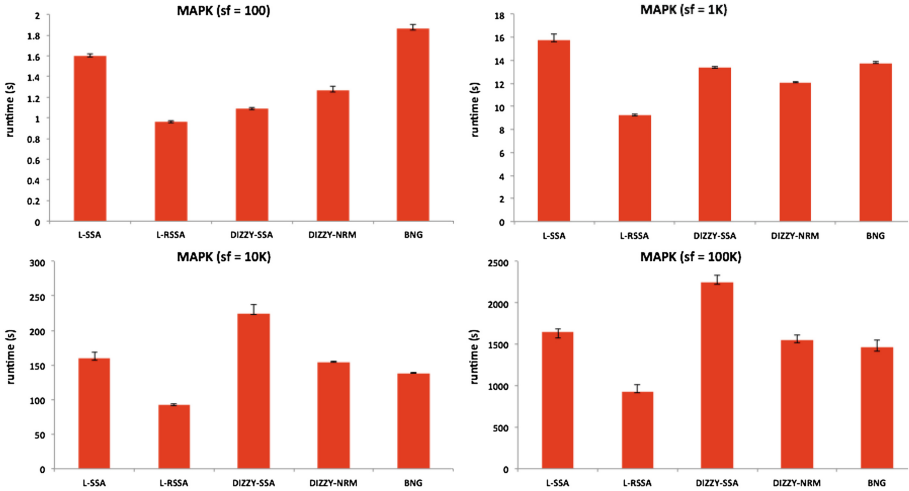 MAPK (sf = 100)
runtime (s)
2
1.8
1.6
1.4
1.2
1
0.8
0.6
0.4
0.2
0
L-SSA L-RSSA DIZZY-SSA DIZZY-NRM BNG
MAPK (sf = 1K)
runtime (s)
18
16
14
12
10
8
6
4
2
0
L-SSA L-RSSA DIZZY-SSA DIZZY-NRM BNG
MAPK (sf = 10K)
runtime (s)
300
250
200
150
100
50
0
L-SSA L-RSSA DIZZY-SSA DIZZY-NRM BNG
MAPK (sf = 100K)
runtime (s)
2500
2000
1500
1000
500
0
L-SSA L-RSSA DIZZY-SSA DIZZY-NRM BNG